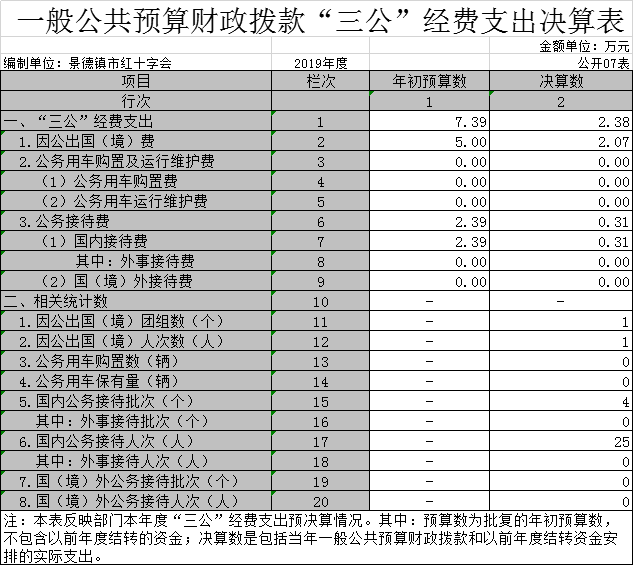 一般公共预算财政拨款“三公”经费支出决算表
金额单位：万元
编制单位：景德镇市红十字会 2019年度 公开07表
项目 栏次 年初预算数 决算数
行次 1 2
一、“三公”经费支出 1 7.39 2.38
1.因公出国（境）费 2 5.00 2.07
2.公务用车购置及运行维护费 3 0.00 0.00
（1）公务用车购置费 4 0.00 0.00
（2）公务用车运行维护费 5 0.00 0.00
3.公务接待费 6 2.39 0.31
（1）国内接待费 7 2.39 0.31
其中：外事接待费 8 0.00 0.00
（2）国（境）外接待费 9 0.00 0.00
二、相关统计数 10 － －
1.因公出国（境）团组数（个） 11 － 1
2.因公出国（境）人次数（人） 12 － 1
3.公务用车购置数（辆） 13 － 0
4.公务用车保有量（辆） 14 － 0
5.国内公务接待批次（个） 15 － 4
其中：外事接待批次（个） 16 － 0
6.国内公务接待人次（人） 17 － 25
其中：外事接待人次（人） 18 － 0
7.国（境）外公务接待批次（个） 19 － 0
8.国（境）外公务接待人次（人） 20 － 0
注：本表反映部门本年度“三公”经费支出预决算情况。其中：预算数为批复的年初预算数，
不包含以前年度结转的资金；决算数是包括当年一般公共预算财政拨款和以前年度结转资金安
排的实际支出。